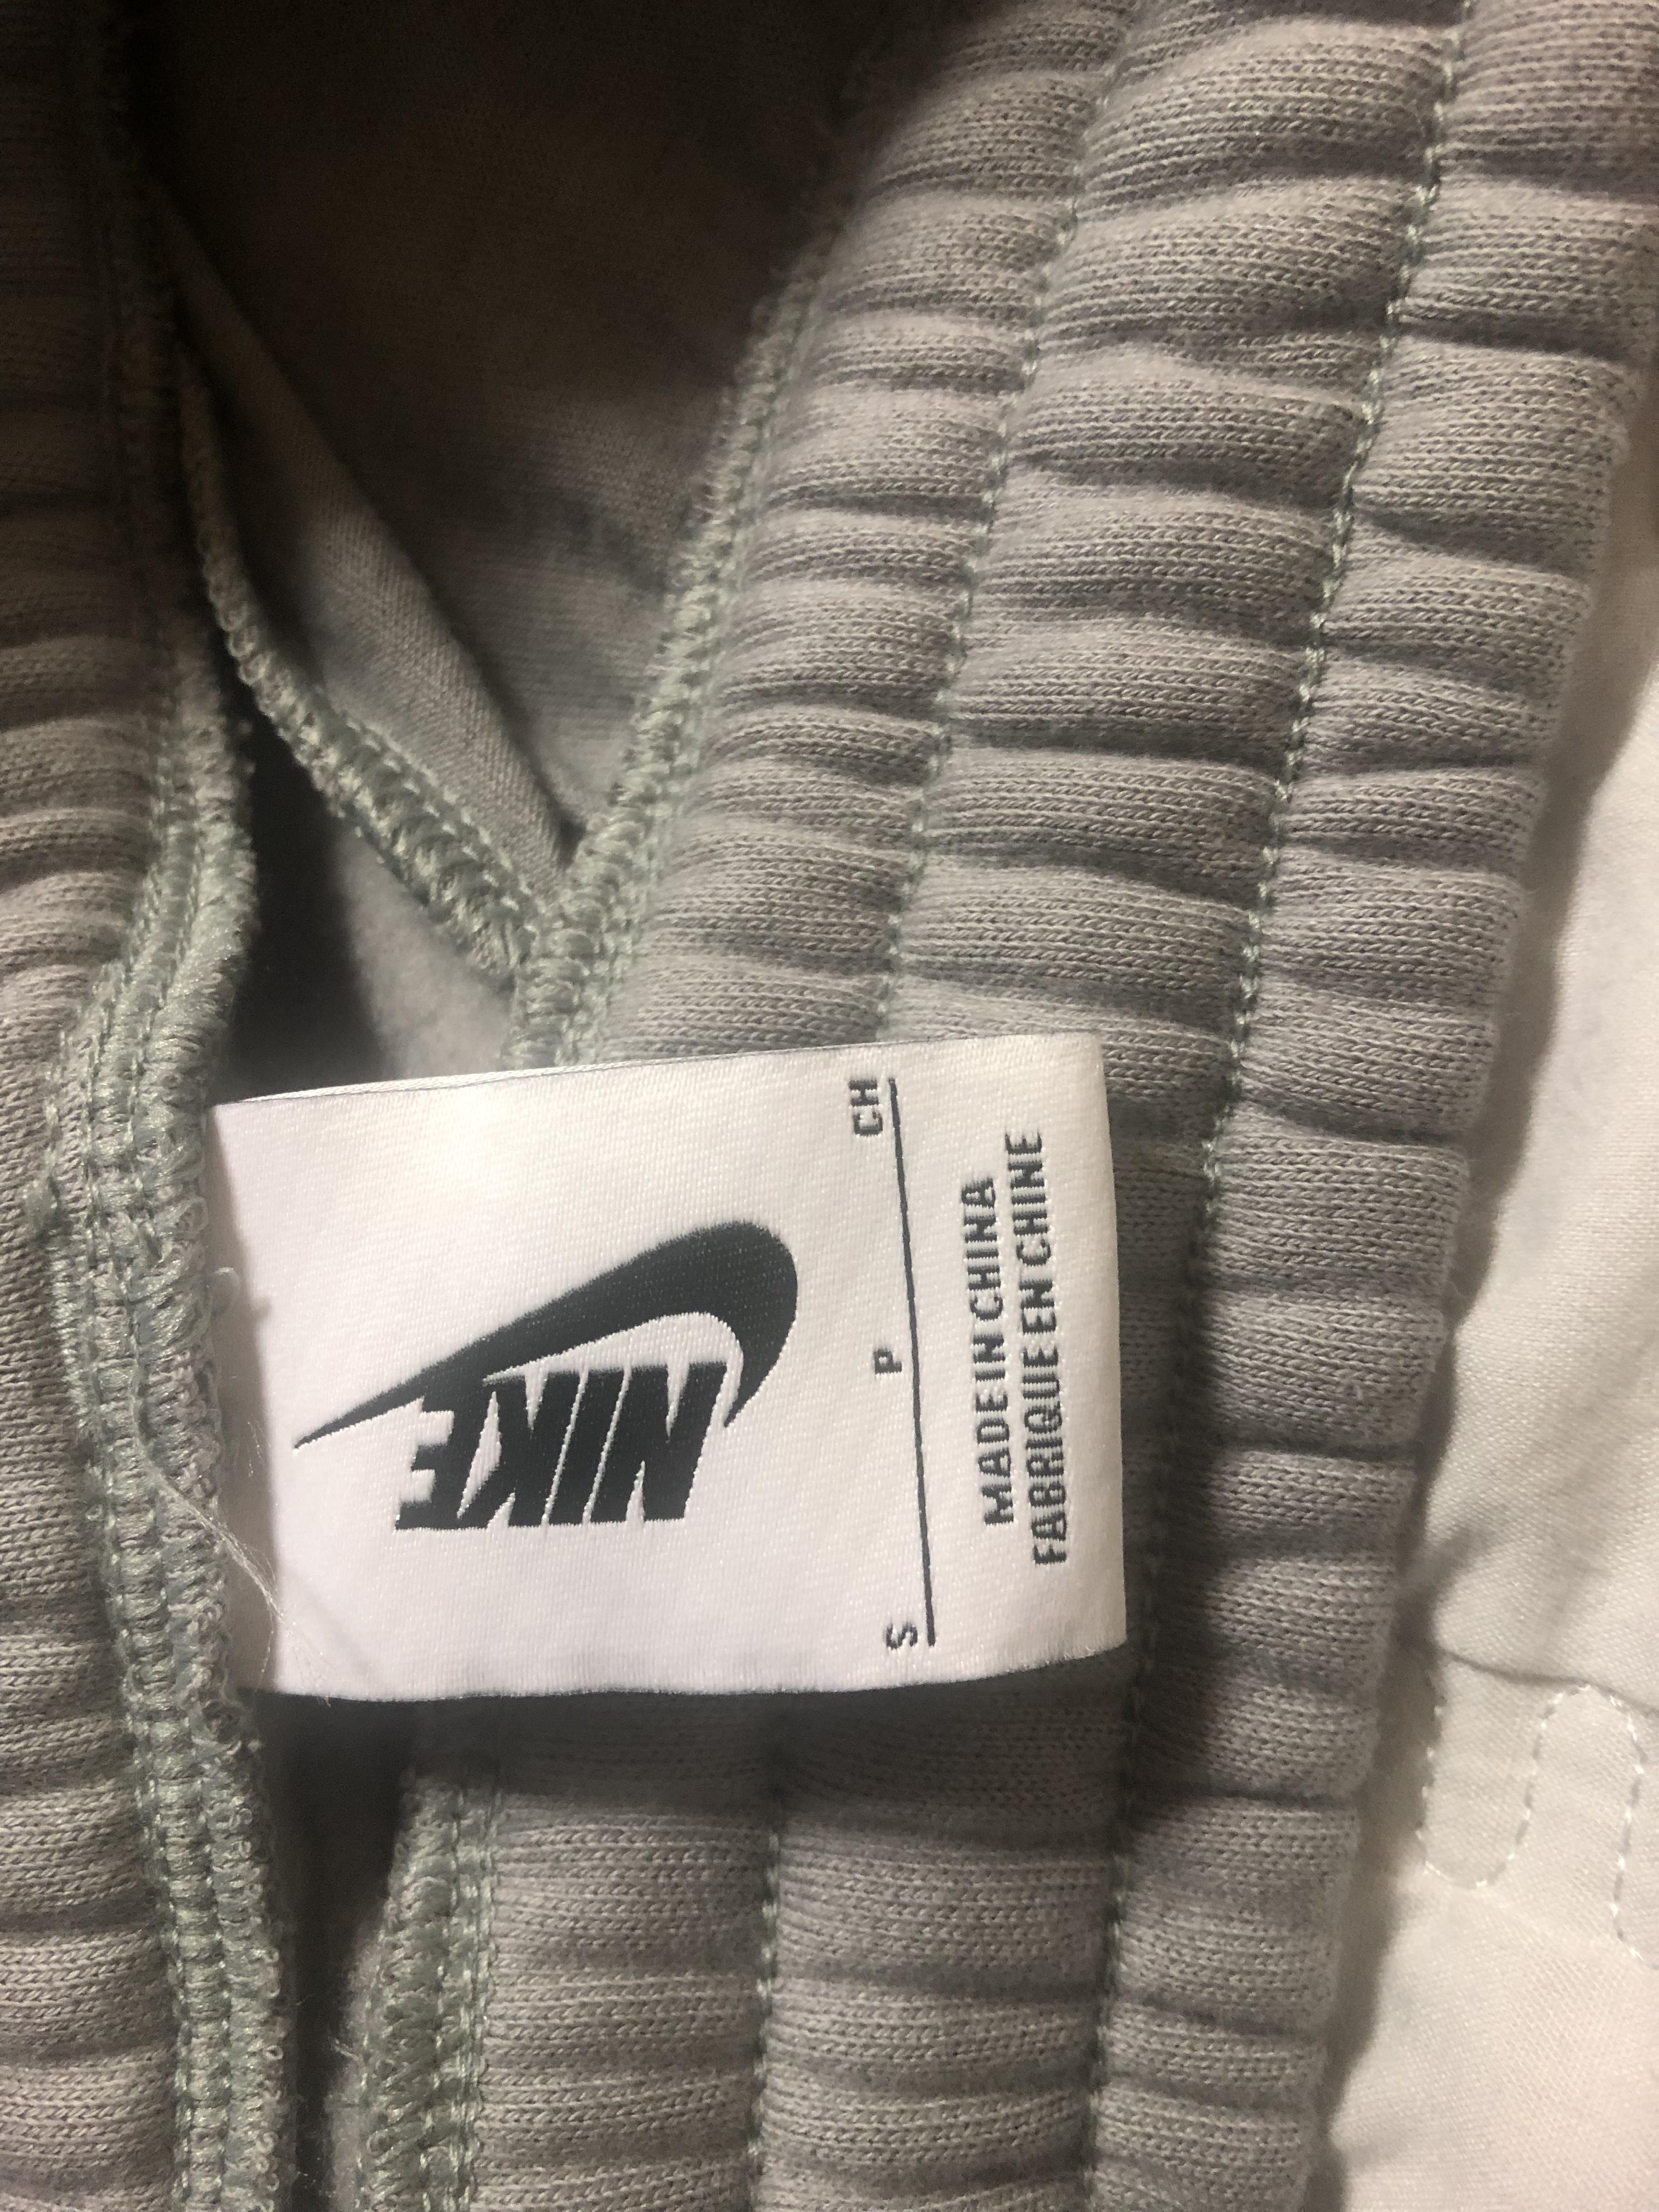 NIKE
S P CH
MADE IN CHINA
FABRIQUE EN CHINE